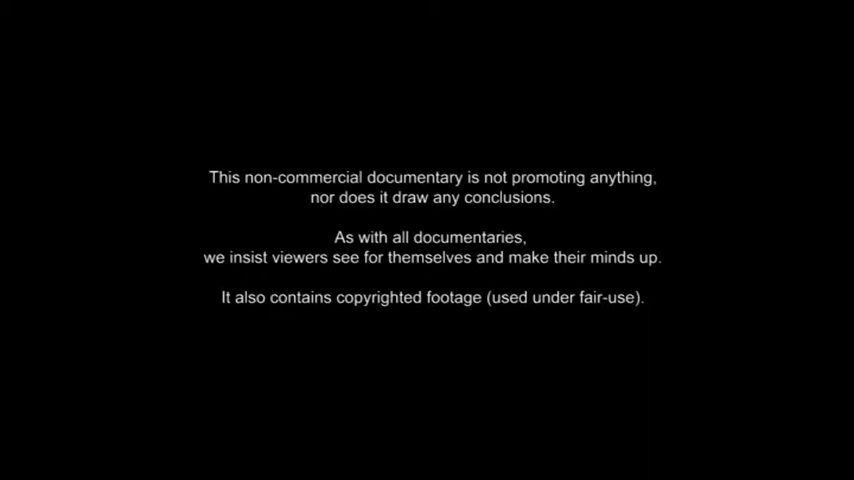 This non-commercial documentary is not promoting anything,
nor does it draw any conclusions.
As with all documentaries,
we insist viewers see for themselves and make their minds up.
It also contains copyrighted footage (used under fair-use).